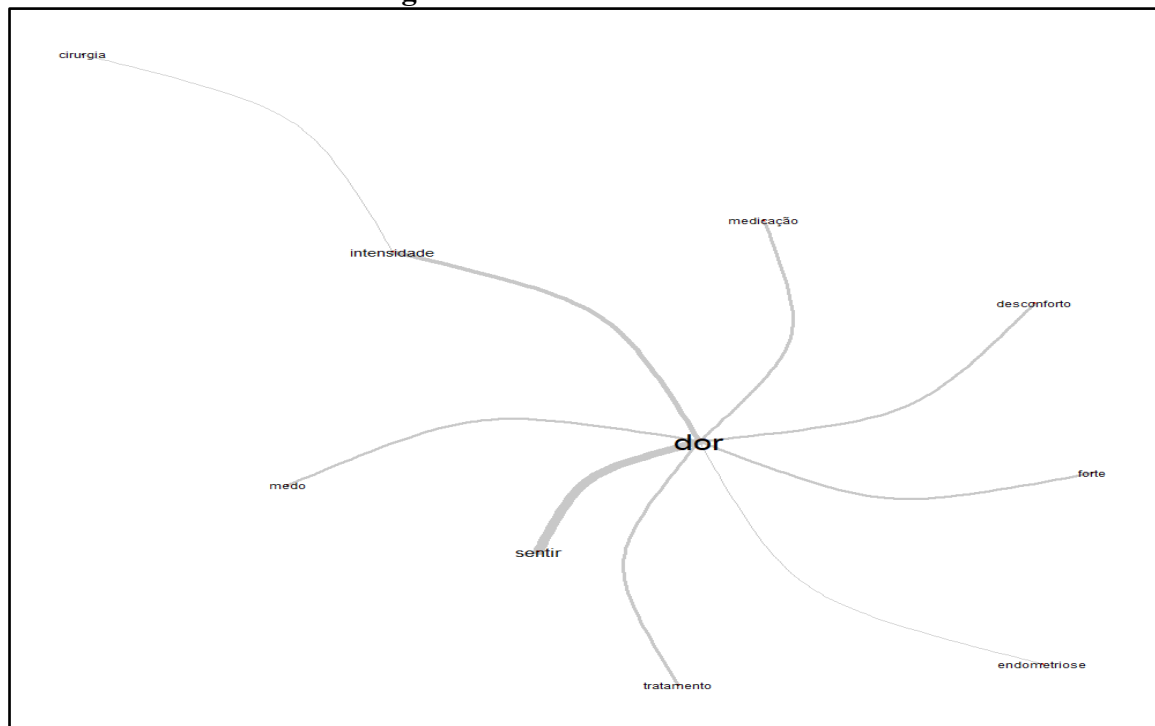 cirurgia
medicação
intensidade
desconforto
dor
forte
medo
sentir
endometriose
tratamento